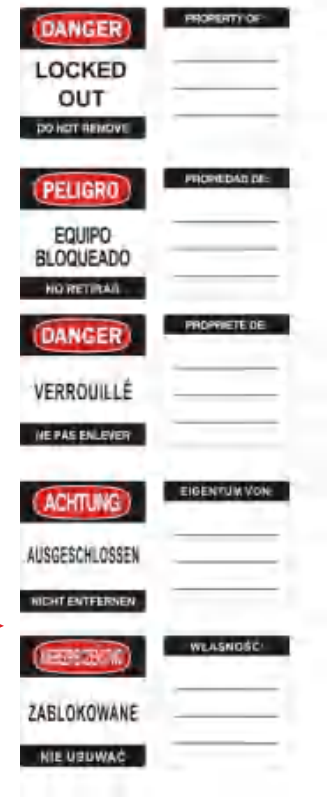 DANGER
LOCKED
OUT
DO NOT REMOVE
PROPERTY OF:
PELIGRO
EQUIPO
BLOQUEADO
NO RETIRAR
PROPIEDAD DE:
DANGER
VERROUILLÉ
NE PAS ENLEVER
PROPRIETE DE:
ACHTUNG
AUSGESCHLOSSEN
NICHT ENTFERNEN
EIGENTUM VON:
ZABLOKOWANE
NIE USUWAĆ
WŁASNOŚĆ: